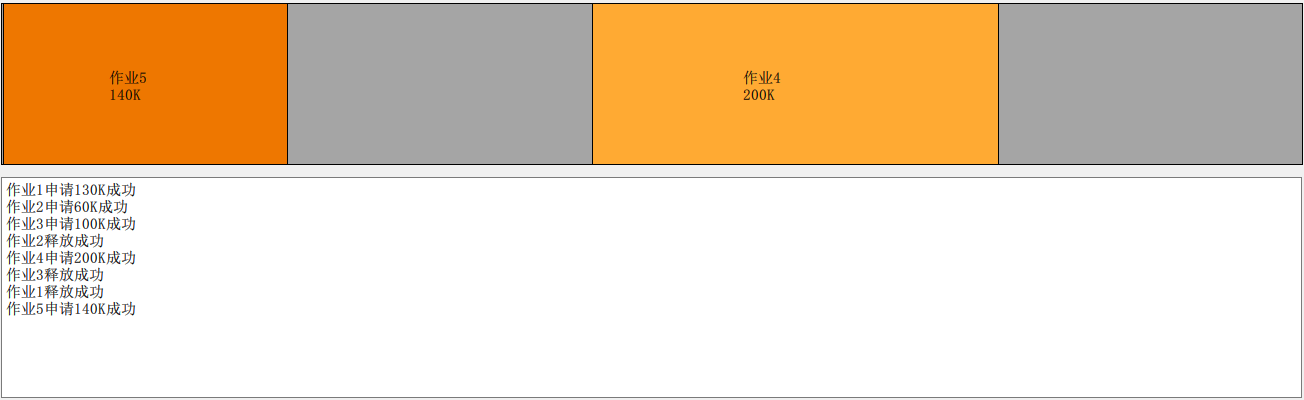 作业5
140K
作业4
200K
作业1申请130K成功
作业2申请60K成功
作业3申请100K成功
作业2释放成功
作业4申请200K成功
作业3释放成功
作业1释放成功
作业5申请140K成功